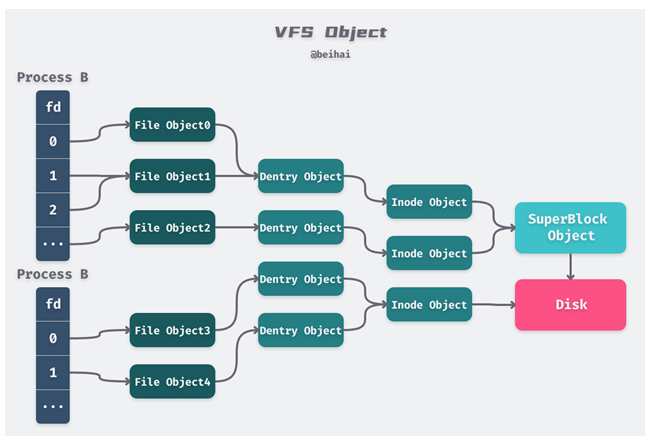 VFS Object
@beihai
Process B
fd
0
1
2
...
File Object0
File Object1
File Object2
Dentry Object
Dentry Object
Inode Object
Inode Object
SuperBlock
Object
Process B
fd
0
1
...
File Object3
File Object4
Dentry Object
Dentry Object
Inode Object
Disk